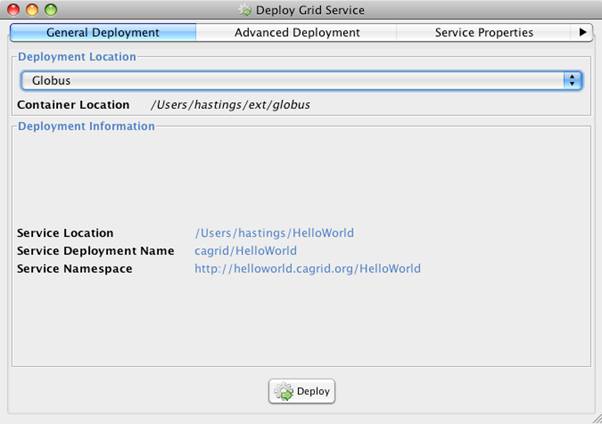 Deploy Grid Service
General Deployment Advanced Deployment Service Properties
Deployment Location
Globus
Container Location /Users/hastings/ext/globus
Deployment Information
Service Location /Users/hastings/HelloWorld
Service Deployment Name cagrid/HelloWorld
Service Namespace http://helloworld.cagrid.org/HelloWorld
Deploy